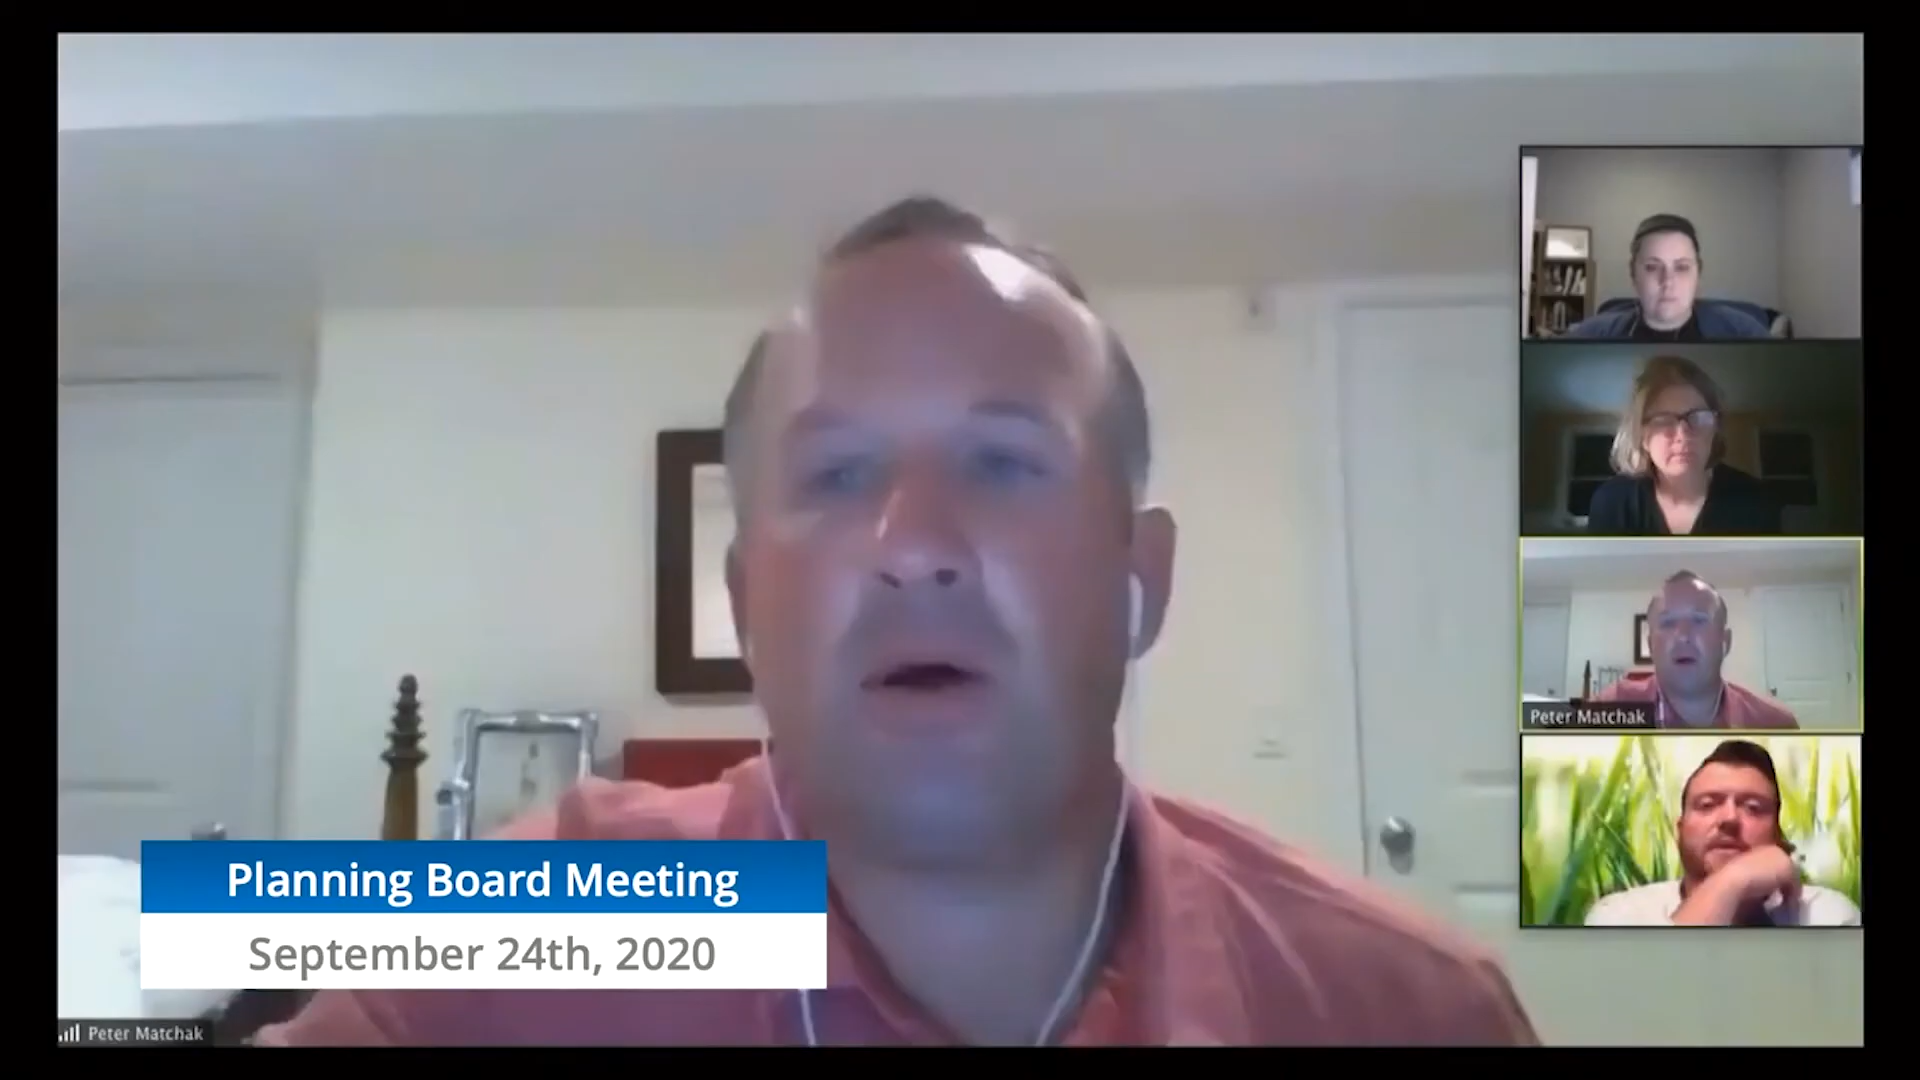 Peter Matchak
Planning Board Meeting
September 24th, 2020
Peter Matchak